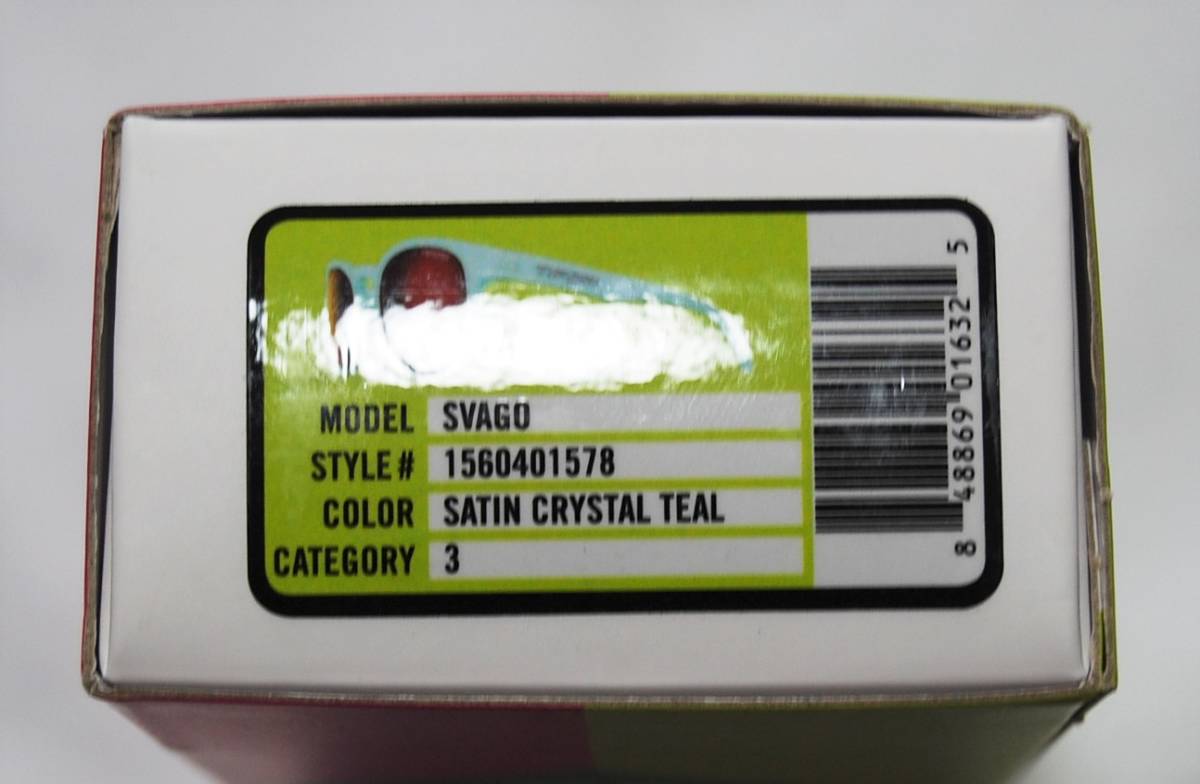 MODEL SVAGO
STYLE # 1560401578
COLOR SATIN CRYSTAL TEAL
CATEGORY 3
8 48869 01632 5